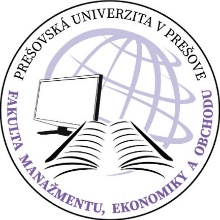 PREŠOVSKÁ UNIVERZITA V PREŠOVE
FAKULTA MANAŽMENTU, EKONOMIKY A OBCHODU